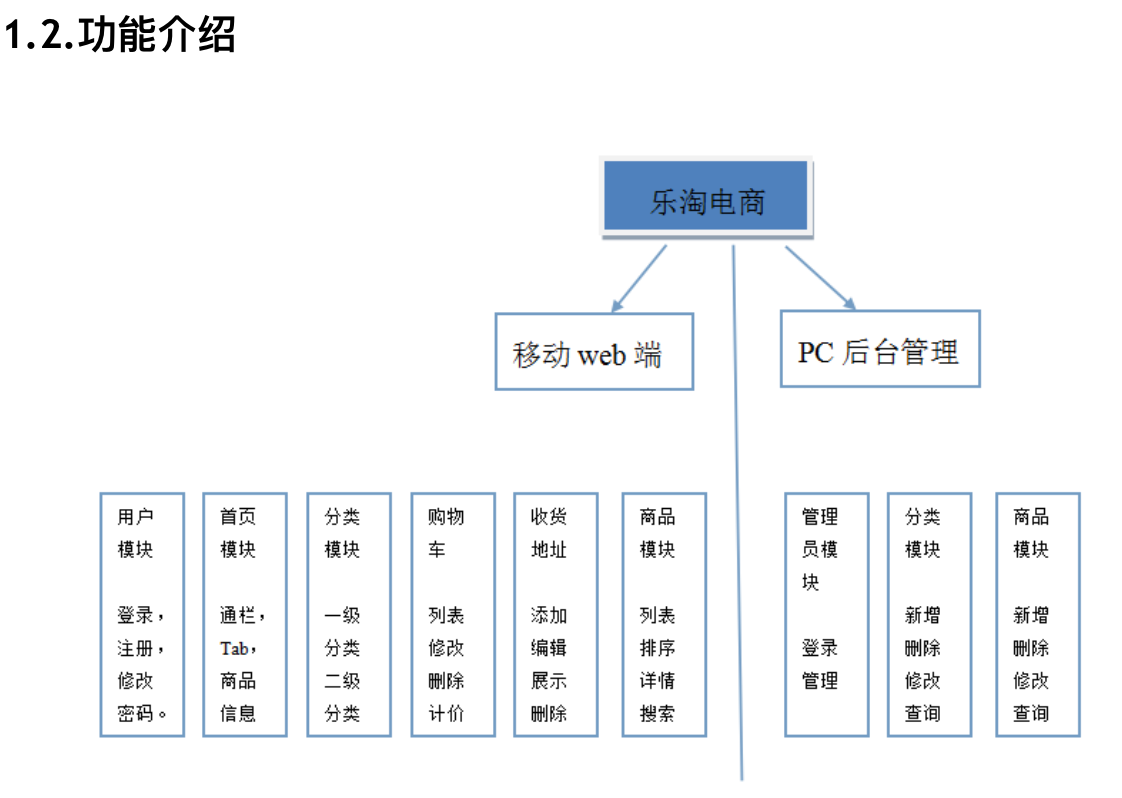 1.2.功能介绍
乐淘电商
移动 web 端
PC 后台管理
用户
模块
登录，
注册，
修改
密码。
首页
模块
通栏，
Tab，
商品
信息
分类
模块
一级
分类
二级
分类
购物
车
列表
修改
删除
计价
收货
地址
添加
编辑
展示
删除
商品
模块
列表
排序
详情
搜索
管理
员模
块
登录
管理
分类
模块
新增
删除
修改
查询
商品
模块
新增
删除
修改
查询